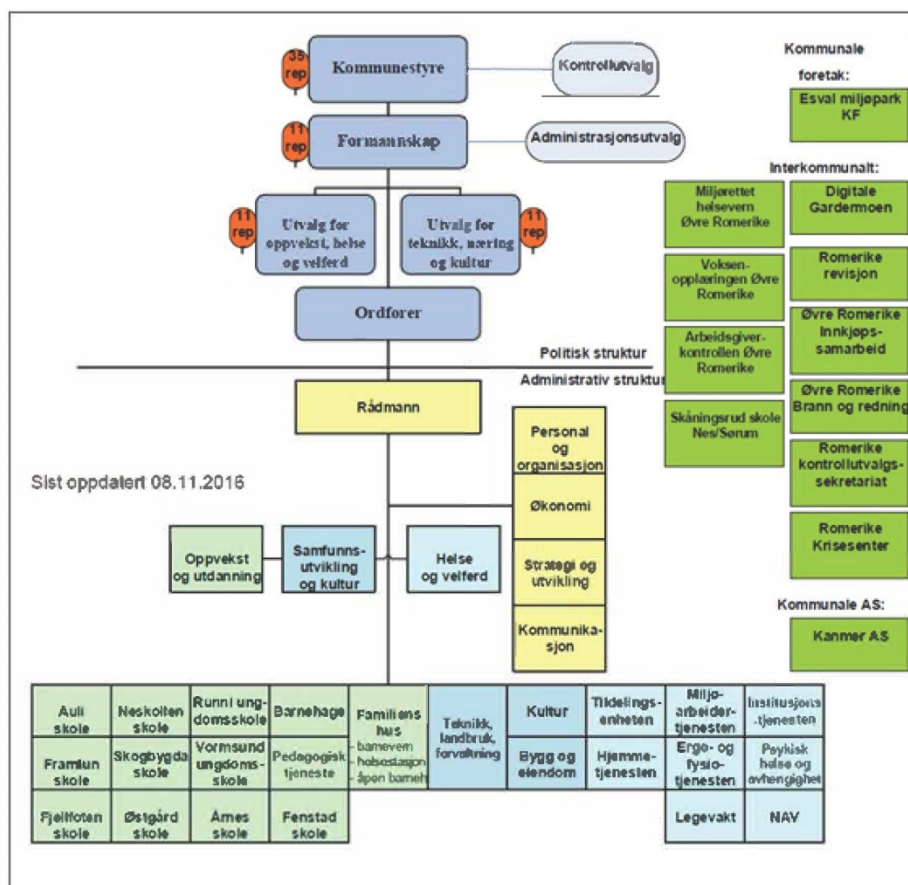 35
rep
Kommunestyre
Kontrollutvalg
11
rep
Formannskap
Administrasjonsutvalg
11
rep
Utvalg for
oppvekst, helse
og velferd
Utvalg for
teknikk, næring
og kultur
11
rep
Ordfører
Politisk struktur
Administrativ struktur
Rådmann
Personal
og
organisasjon
Økonomi
Strategi og
utvikling
Kommunika-
sjon
Sist oppdatert 08.11.2016
Oppvekst
og utdanning
Samfunns-
utvikling
og kultur
Helse
og velferd
Kommunale
foretak:
Esval miljøpark
KF
Interkommunalt:
Miljørettet
helsevern
Øvre Romerike
Digitale
Gardermoen
Voksen-
opplæringen Øvre
Romerike
Romerike
revisjon
Arbeidsgiver-
kontrollen Øvre
Romerike
Øvre Romerike
Innkjøps-
samarbeid
Skåningsrud skole
Nes/Sørum
Øvre Romerike
Brann og redning
Romerike
kontrollutvalgs-
sekretariat
Romerike
Krisesenter
Kommunale AS:
Kanmer AS
Auli
skole
Neskollen
skole
Runni ung-
domsskole
Barnehage
Familiens
hus
- barnevern
- helsestasjon
- åpen barneh
Teknikk,
landbruk,
forvaltning
Kultur
Tildelings-
enheten
Miljø-
arbeider-
tjenesten
Institusjons
-tjenesten
Framtun
skole
Skogbygda
skole
Vormsund
ungdoms-
skole
Pedagogisk
tjeneste
Bygg og
eiendom
Hjemme-
tjenesten
Ergo- og
fysio-
tjenesten
Psykisk
helse og
avhengighet
Fjellfoten
skole
Østgård
skole
Årnes
skole
Fenstad
skole
Legevakt
NAV